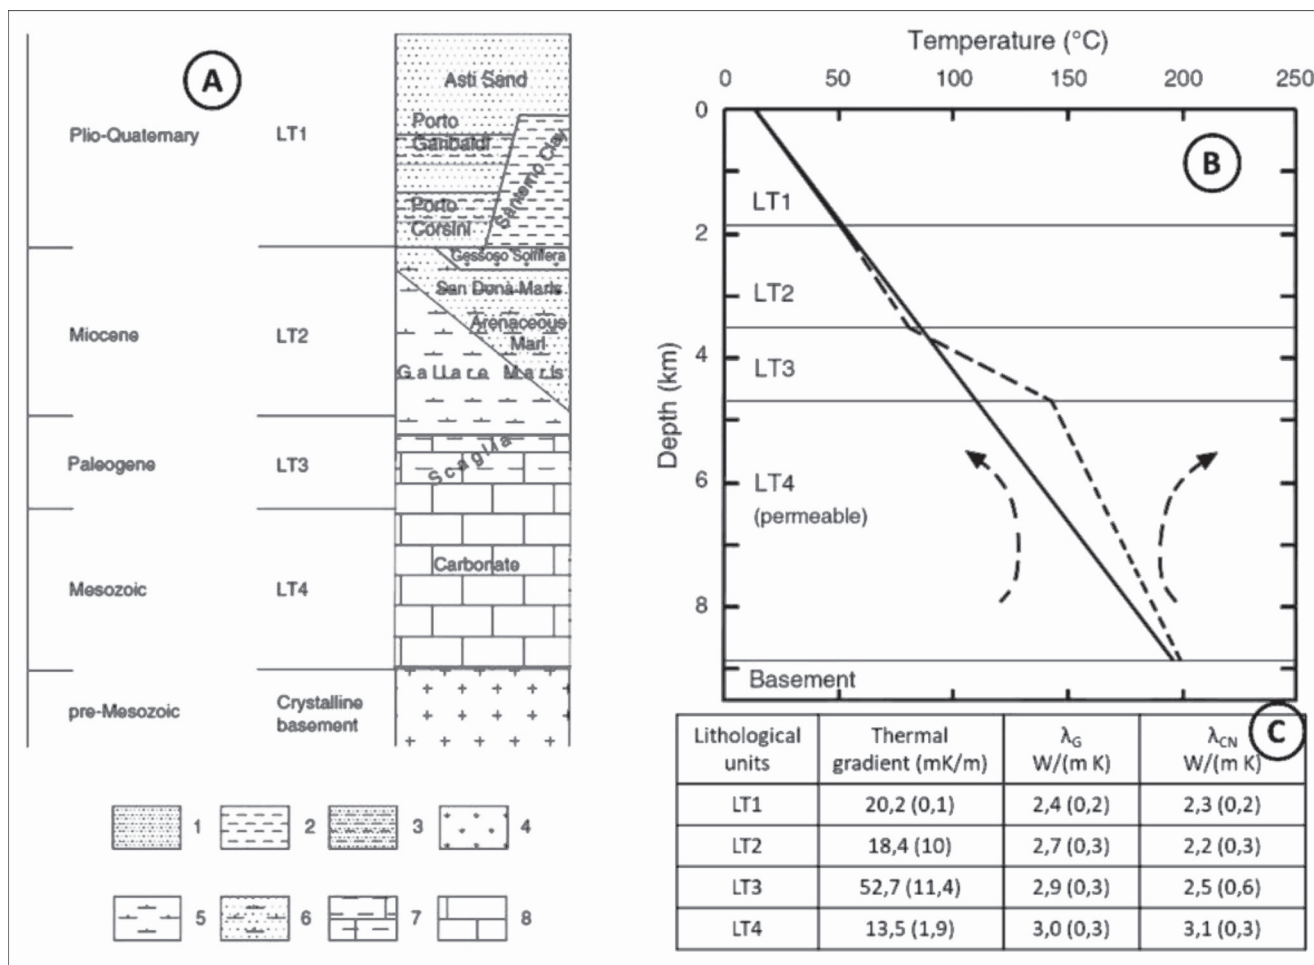 A
Plio-Quaternary
LT1
Asti Sand
Porto
Garibaldi
Santerno Clay
Porto
Corsini
Miocene
LT2
Gessoso Solfifera
San Donà Marls
Arenaceous
Marl
Gallare Marls
Paleogene
LT3
Scaglia
Mesozoic
LT4
Carbonate
pre-Mesozoic
Crystalline
basement
1 2 3 4
5 6 7 8
Temperature (°C)
0 50 100 150 200 250
B
Depth (km)
0
2
4
6
8
LT1
LT2
LT3
LT4
(permeable)
Basement
C
Lithological units | Thermal gradient (mK/m) | λG W/(m K) | λCN W/(m K)
LT1 20,2 (0,1) 2,4 (0,2) 2,3 (0,2)
LT2 18,4 (10) 2,7 (0,3) 2,2 (0,3)
LT3 52,7 (11,4) 2,9 (0,3) 2,5 (0,6)
LT4 13,5 (1,9) 3,0 (0,3) 3,1 (0,3)